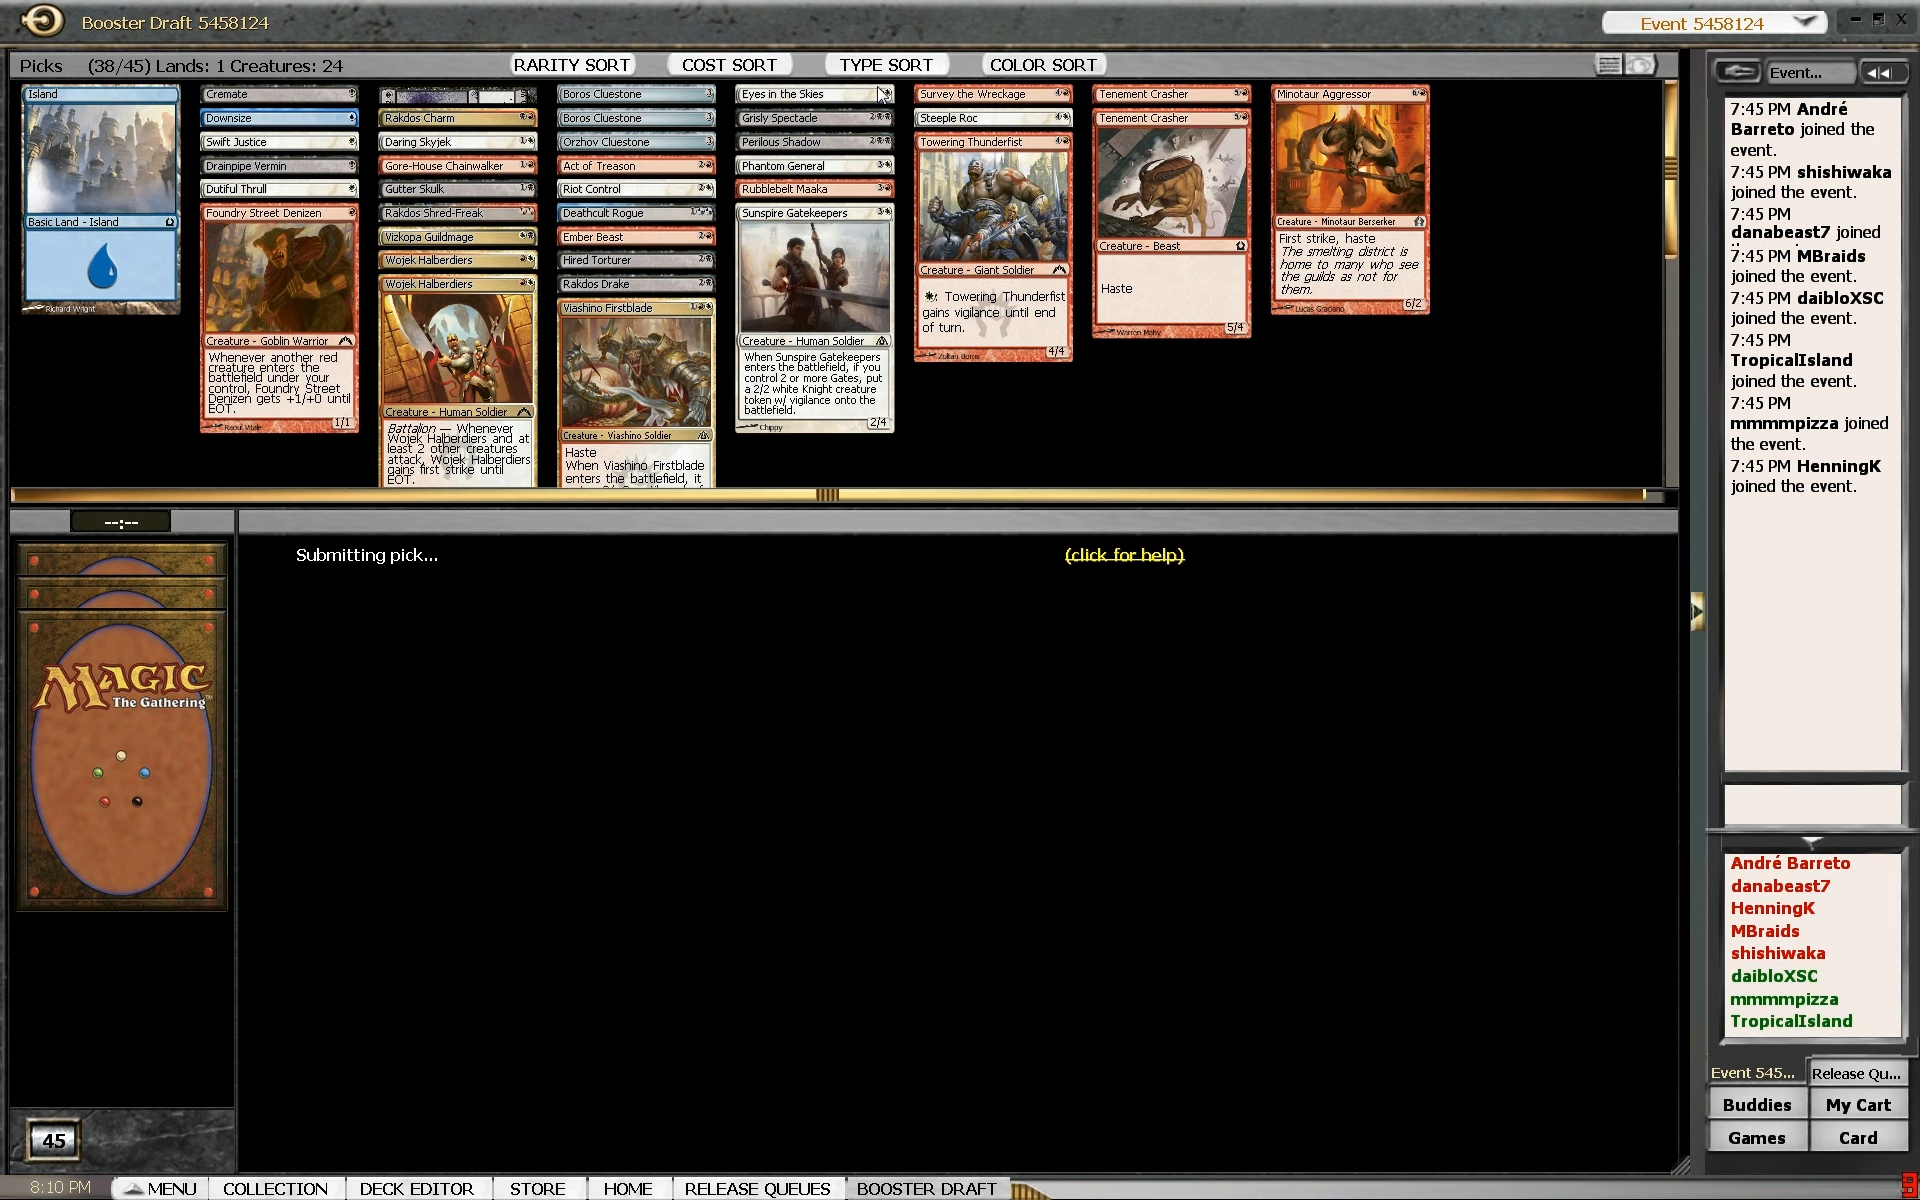 Booster Draft 5458124
Event 5458124
Picks (38/45) Lands: 1 Creatures: 24
RARITY SORT
COST SORT
TYPE SORT
COLOR SORT
Island
Basic Land - Island
Richard Wright
Cremate
Downsize
Swift Justice
Drainpipe Vermin
Dutiful Thrull
Foundry Street Denizen
Creature - Goblin Warrior
Whenever another red
creature enters the
battlefield under your
control, Foundry Street
Denizen gets +1/+0 until
EOT.
Raoul Vitale
1/1
Rakdos Charm
Daring Skyjek
Gore-House Chainwalker
Gutter Skulk
Rakdos Shred-Freak
Vizkopa Guildmage
Wojek Halberdiers
Wojek Halberdiers
Creature - Human Soldier
Battalion — Whenever
Wojek Halberdiers and at
least 2 other creatures
attack, Wojek Halberdiers
gains first strike until
EOT.
Boros Cluestone 3
Boros Cluestone 3
Orzhov Cluestone 3
Act of Treason
Riot Control
Deathcult Rogue
Ember Beast
Hired Torturer
Rakdos Drake
Viashino Firstblade
Creature - Viashino Soldier
Haste
When Viashino Firstblade
enters the battlefield, it
Eyes in the Skies
Grisly Spectacle
Perilous Shadow
Phantom General
Rubblebelt Maaka
Sunspire Gatekeepers
Creature - Human Soldier
When Sunspire Gatekeepers
enters the battlefield, if you
control 2 or more Gates, put
a 2/2 white Knight creature
token w/ vigilance onto the
battlefield.
Chippy
2/4
Survey the Wreckage
Steeple Roc
Towering Thunderfist
Creature - Giant Soldier
: Towering Thunderfist
gains vigilance until end
of turn.
Zoltan Boros
4/4
Tenement Crasher
Tenement Crasher
Creature - Beast
Haste
Warren Mahy
5/4
Minotaur Aggressor
Creature - Minotaur Berserker
First strike, haste
The smelting district is
home to many who see
the guilds as not for
them.
Lucas Graciano
6/2
--:--
Submitting pick...
(click for help)
MAGIC
The Gathering
45
Event...
7:45 PM André
Barreto joined the
event.
7:45 PM shishiwaka
joined the event.
7:45 PM
danabeast7 joined
7:45 PM MBraids
joined the event.
7:45 PM daibloXSC
joined the event.
7:45 PM
TropicalIsland
joined the event.
7:45 PM
mmmmpizza joined
the event.
7:45 PM HenningK
joined the event.
André Barreto
danabeast7
HenningK
MBraids
shishiwaka
daibloXSC
mmmmpizza
TropicalIsland
Event 545...
Release Qu...
Buddies
My Cart
Games
Card
8:10 PM
MENU
COLLECTION
DECK EDITOR
STORE
HOME
RELEASE QUEUES
BOOSTER DRAFT
9